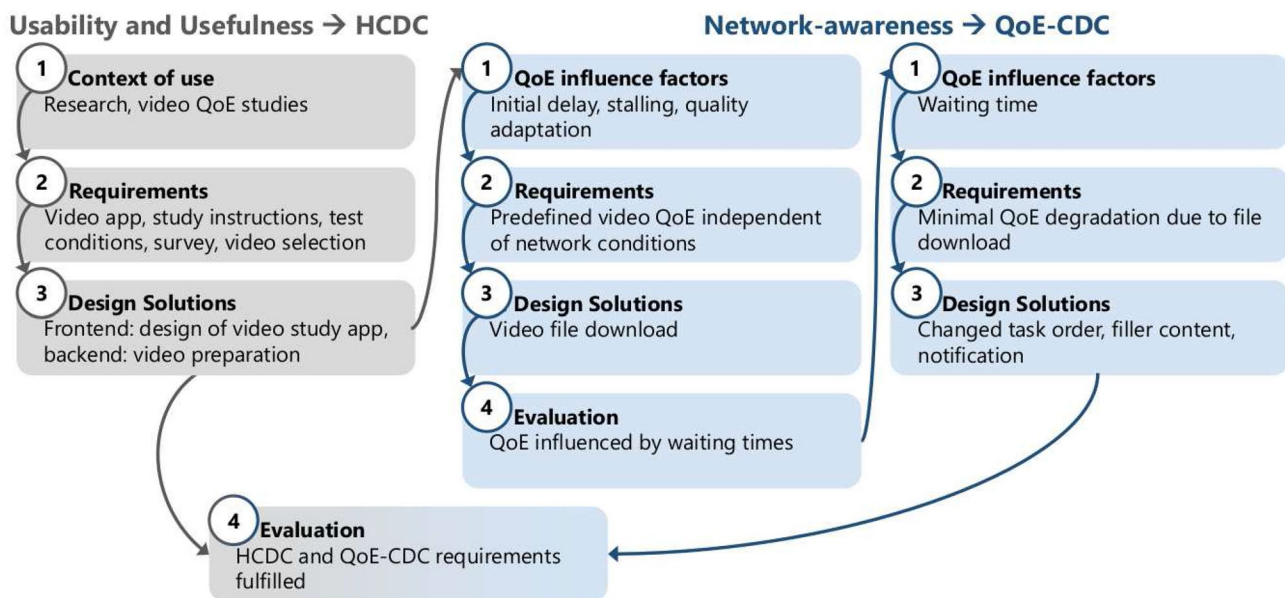 Usability and Usefulness → HCDC
1
Context of use
Research, video QoE studies
2
Requirements
Video app, study instructions, test
conditions, survey, video selection
3
Design Solutions
Frontend: design of video study app,
backend: video preparation
Network-awareness → QoE-CDC
1
QoE influence factors
Initial delay, stalling, quality
adaptation
2
Requirements
Predefined video QoE independent
of network conditions
3
Design Solutions
Video file download
4
Evaluation
QoE influenced by waiting times
1
QoE influence factors
Waiting time
2
Requirements
Minimal QoE degradation due to file
download
3
Design Solutions
Changed task order, filler content,
notification
4
Evaluation
HCDC and QoE-CDC requirements
fulfilled